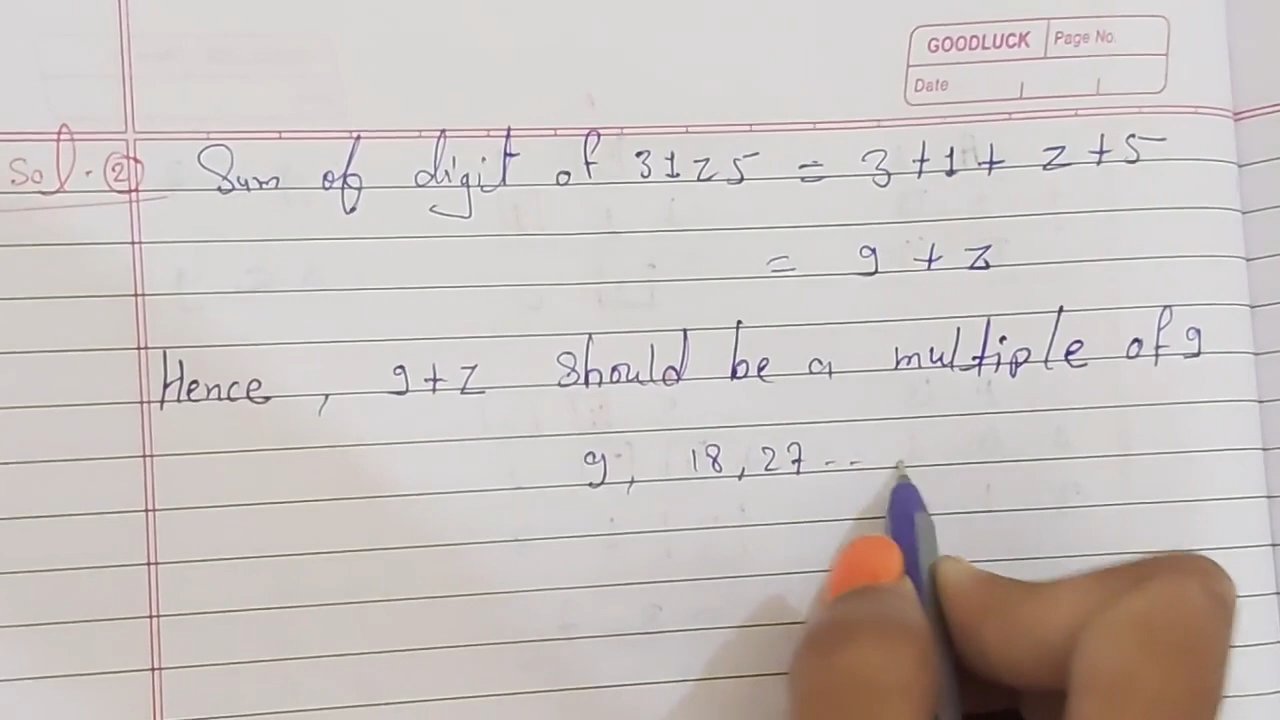 GOODLUCK Page No.
Date
Sol. 2 Sum of digit of 31z5 = 3+1+ z +5
= 9 + z
Hence, 9+z should be a multiple of 9
9, 18, 27 - - -